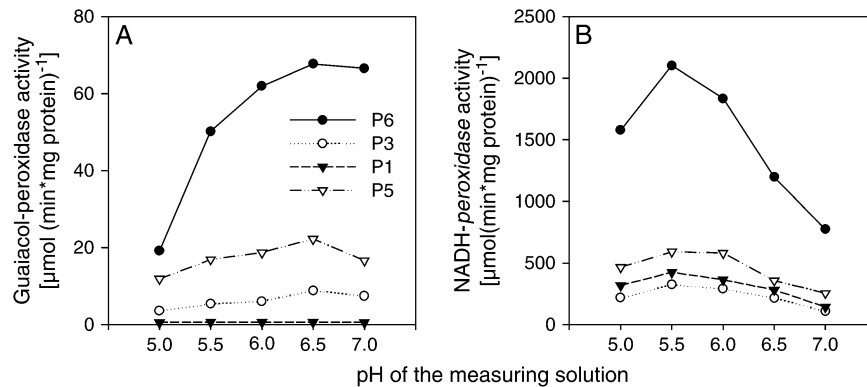 A
Guaiacol-peroxidase activity
[µmol (min*mg protein)⁻¹]
80
60
40
20
0
P6
P3
P1
P5
5.0 5.5 6.0 6.5 7.0
B
NADH-peroxidase activity
[µmol(min*mg protein)⁻¹]
2500
2000
1500
1000
500
0
5.0 5.5 6.0 6.5 7.0
pH of the measuring solution